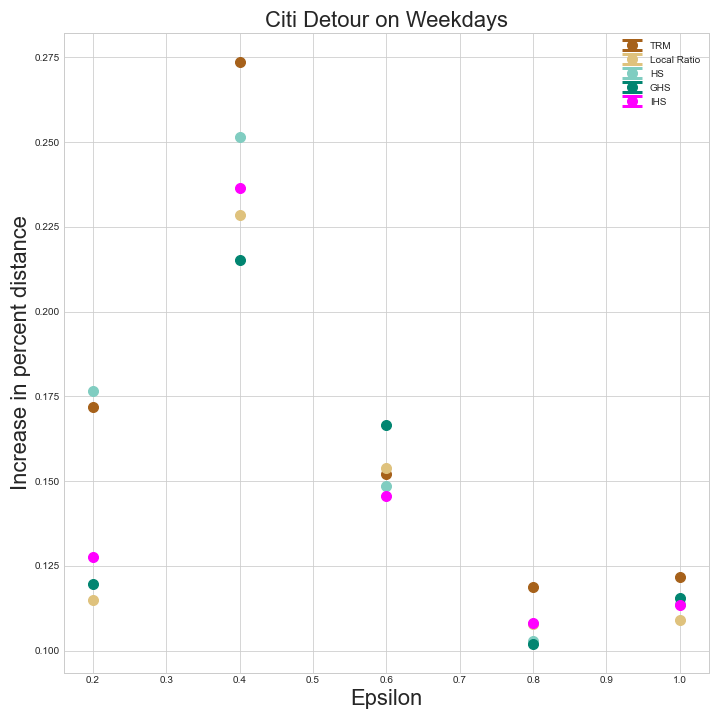 Citi Detour on Weekdays
TRM
Local Ratio
HS
GHS
IHS
Increase in percent distance
0.275
0.250
0.225
0.200
0.175
0.150
0.125
0.100
0.2 0.3 0.4 0.5 0.6 0.7 0.8 0.9 1.0
Epsilon